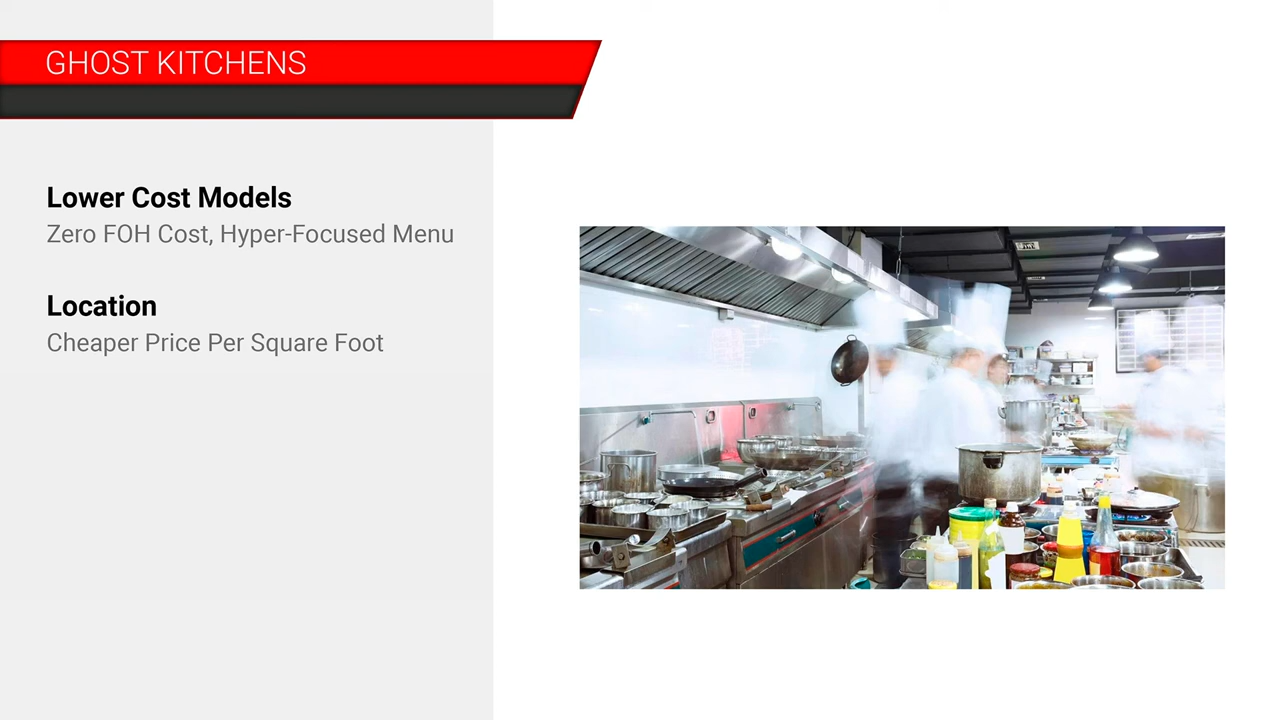 GHOST KITCHENS
Lower Cost Models
Zero FOH Cost, Hyper-Focused Menu
Location
Cheaper Price Per Square Foot